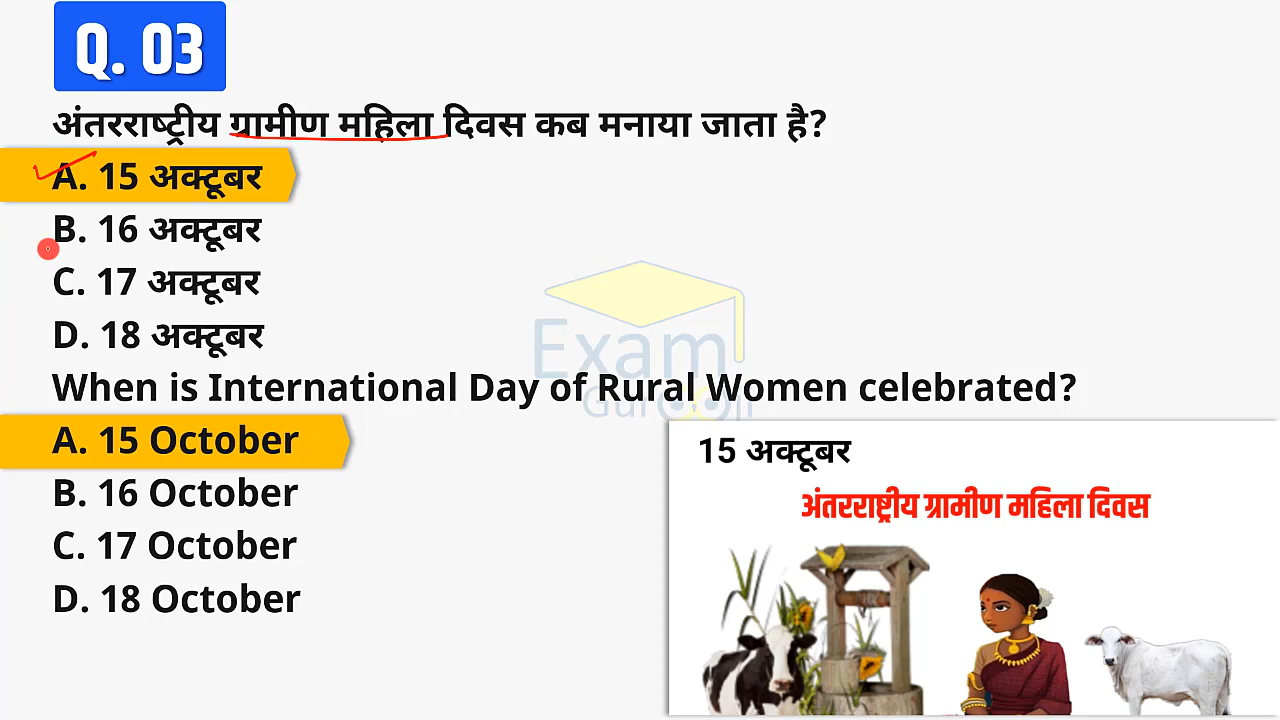 Q. 03
अंतरराष्ट्रीय ग्रामीण महिला दिवस कब मनाया जाता है?
A. 15 अक्टूबर
B. 16 अक्टूबर
C. 17 अक्टूबर
D. 18 अक्टूबर
Exam
Guruji
When is International Day of Rural Women celebrated?
A. 15 October
B. 16 October
C. 17 October
D. 18 October
15 अक्टूबर
अंतरराष्ट्रीय ग्रामीण महिला दिवस